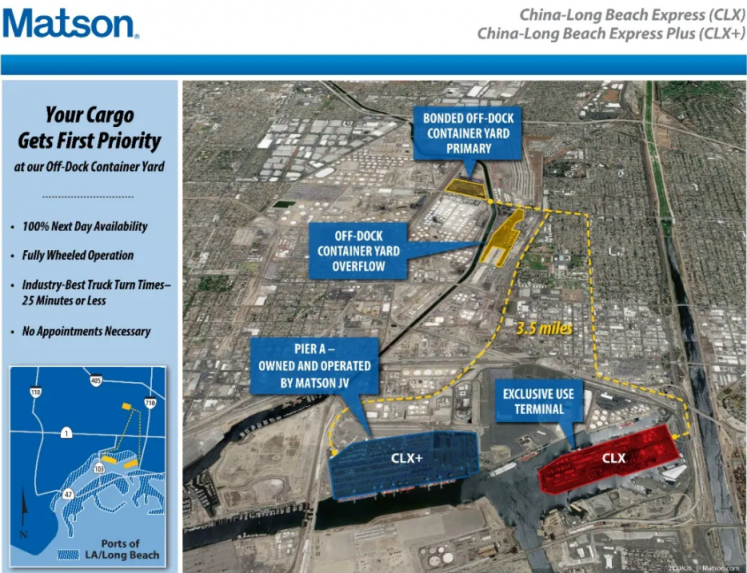 Matson.
China-Long Beach Express (CLX)
China-Long Beach Express Plus (CLX+)
Your Cargo
Gets First Priority
at our Off-Dock Container Yard
• 100% Next Day Availability
• Fully Wheeled Operation
• Industry-Best Truck Turn Times–
25 Minutes or Less
• No Appointments Necessary
BONDED OFF-DOCK
CONTAINER YARD
PRIMARY
OFF-DOCK
CONTAINER YARD
OVERFLOW
3.5 miles
PIER A –
OWNED AND OPERATED
BY MATSON JV
EXCLUSIVE USE
TERMINAL
CLX+
CLX
110
405
710
1
103
47
N
Ports of
LA/Long Beach
Matson.com